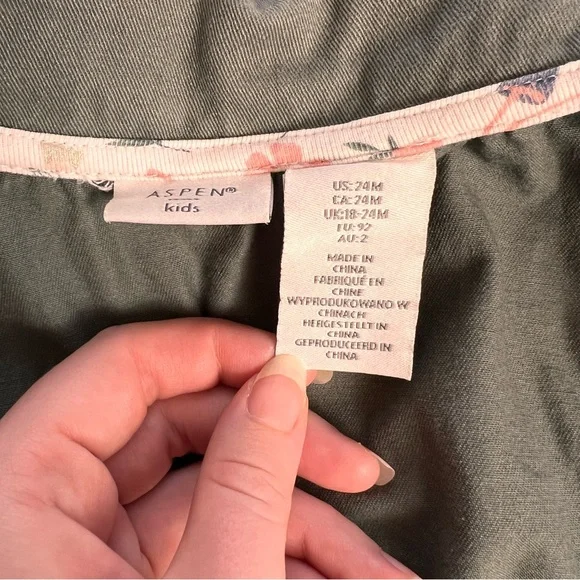 ASPEN®
kids
US: 24M
CA: 24M
UK:18-24M
EU: 92
AU: 2
MADE IN
CHINA
FABRIQUÉ EN
CHINE
WYPRODUKOWANO W
CHINACH
HERGESTELLT IN
CHINA
GEPRODUCEERD IN
CHINA